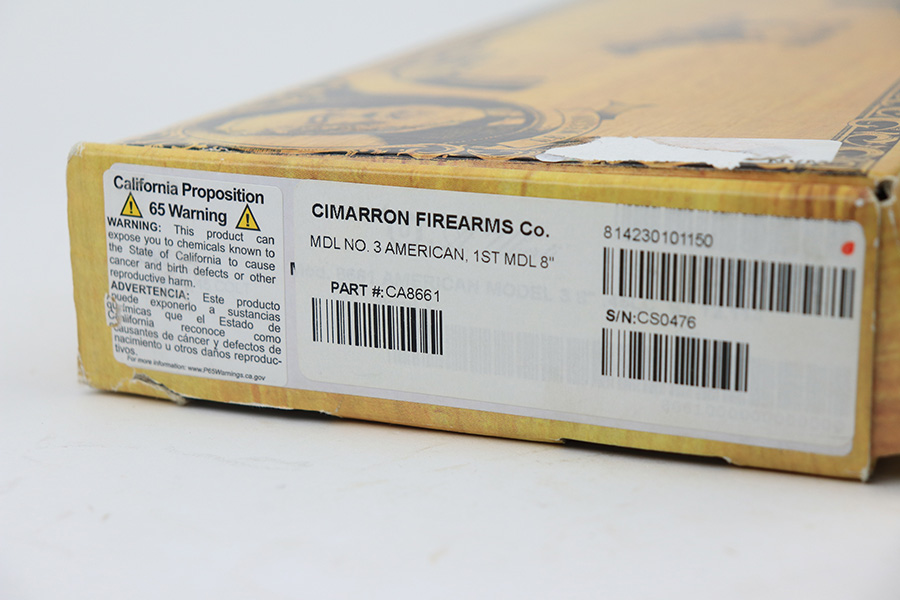 California Proposition
65 Warning
WARNING: This product can
expose you to chemicals known to
the State of California to cause
cancer and birth defects or other
reproductive harm.
ADVERTENCIA: Este producto
puede exponerlo a sustancias
químicas que el Estado de
California reconoce como
causantes de cáncer y defectos de
nacimiento u otros daños reproduc-
tivos.
For more information: www.P65Warnings.ca.gov
CIMARRON FIREARMS Co.
MDL NO. 3 AMERICAN, 1ST MDL 8"
PART #:CA8661
814230101150
S/N:CS0476